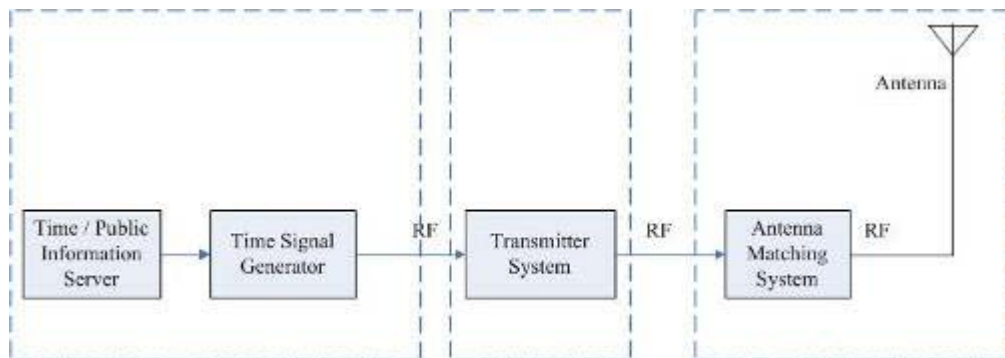 Antenna
Time / Public
Information
Server
Time Signal
Generator
RF
Transmitter
System
RF
Antenna
Matching
System
RF